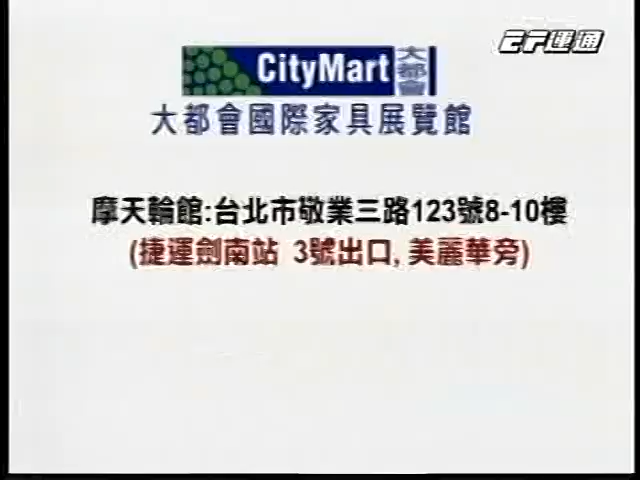 ET運通
CityMart 大都會
大都會國際家具展覽館
摩天輪館:台北市敬業三路123號8-10樓
(捷運劍南站 3號出口, 美麗華旁)